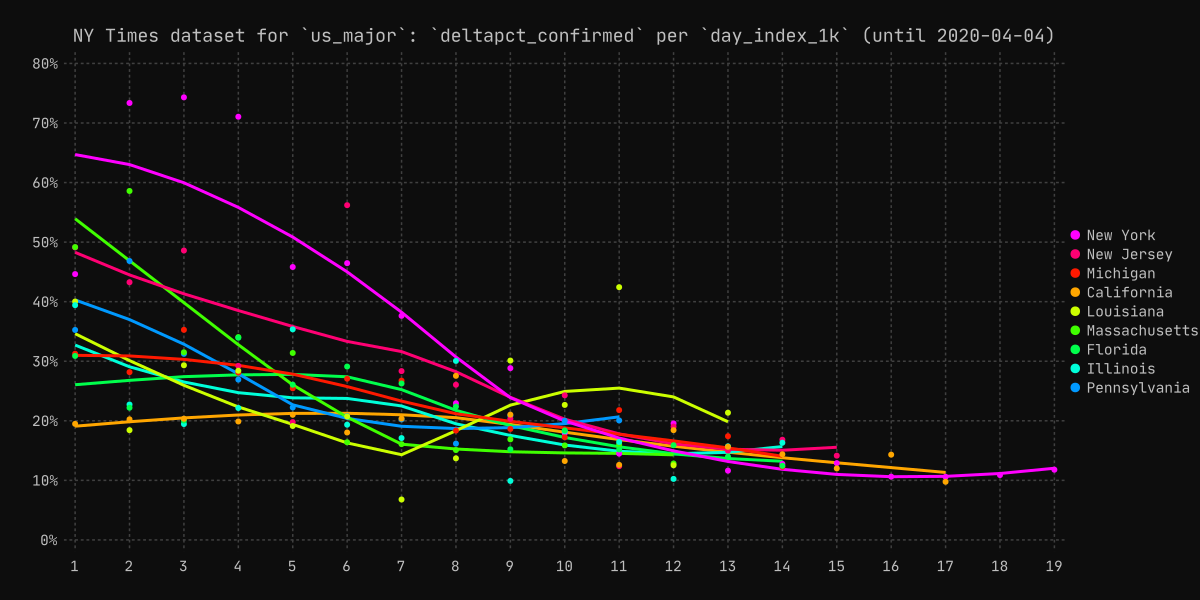 NY Times dataset for `us_major`: `deltapct_confirmed` per `day_index_1k` (until 2020-04-04)
80%
70%
60%
50%
40%
30%
20%
10%
0%
1 2 3 4 5 6 7 8 9 10 11 12 13 14 15 16 17 18 19
New York
New Jersey
Michigan
California
Louisiana
Massachusetts
Florida
Illinois
Pennsylvania